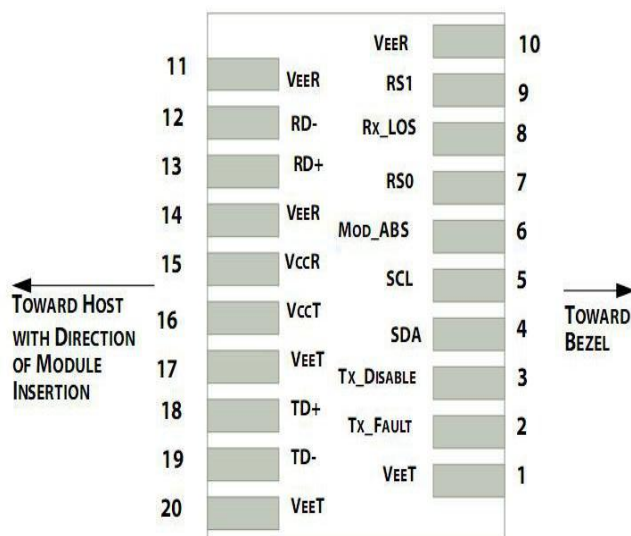 VEER 10
11 VEER
RS1 9
12 RD-
Rx_LOS 8
13 RD+
RS0 7
14 VEER
MOD_ABS 6
15 VccR
SCL 5
16 VccT
SDA 4
17 VEET
Tx_DISABLE 3
18 TD+
Tx_FAULT 2
19 TD-
VEET 1
20 VEET
TOWARD HOST
WITH DIRECTION
OF MODULE
INSERTION
TOWARD
BEZEL